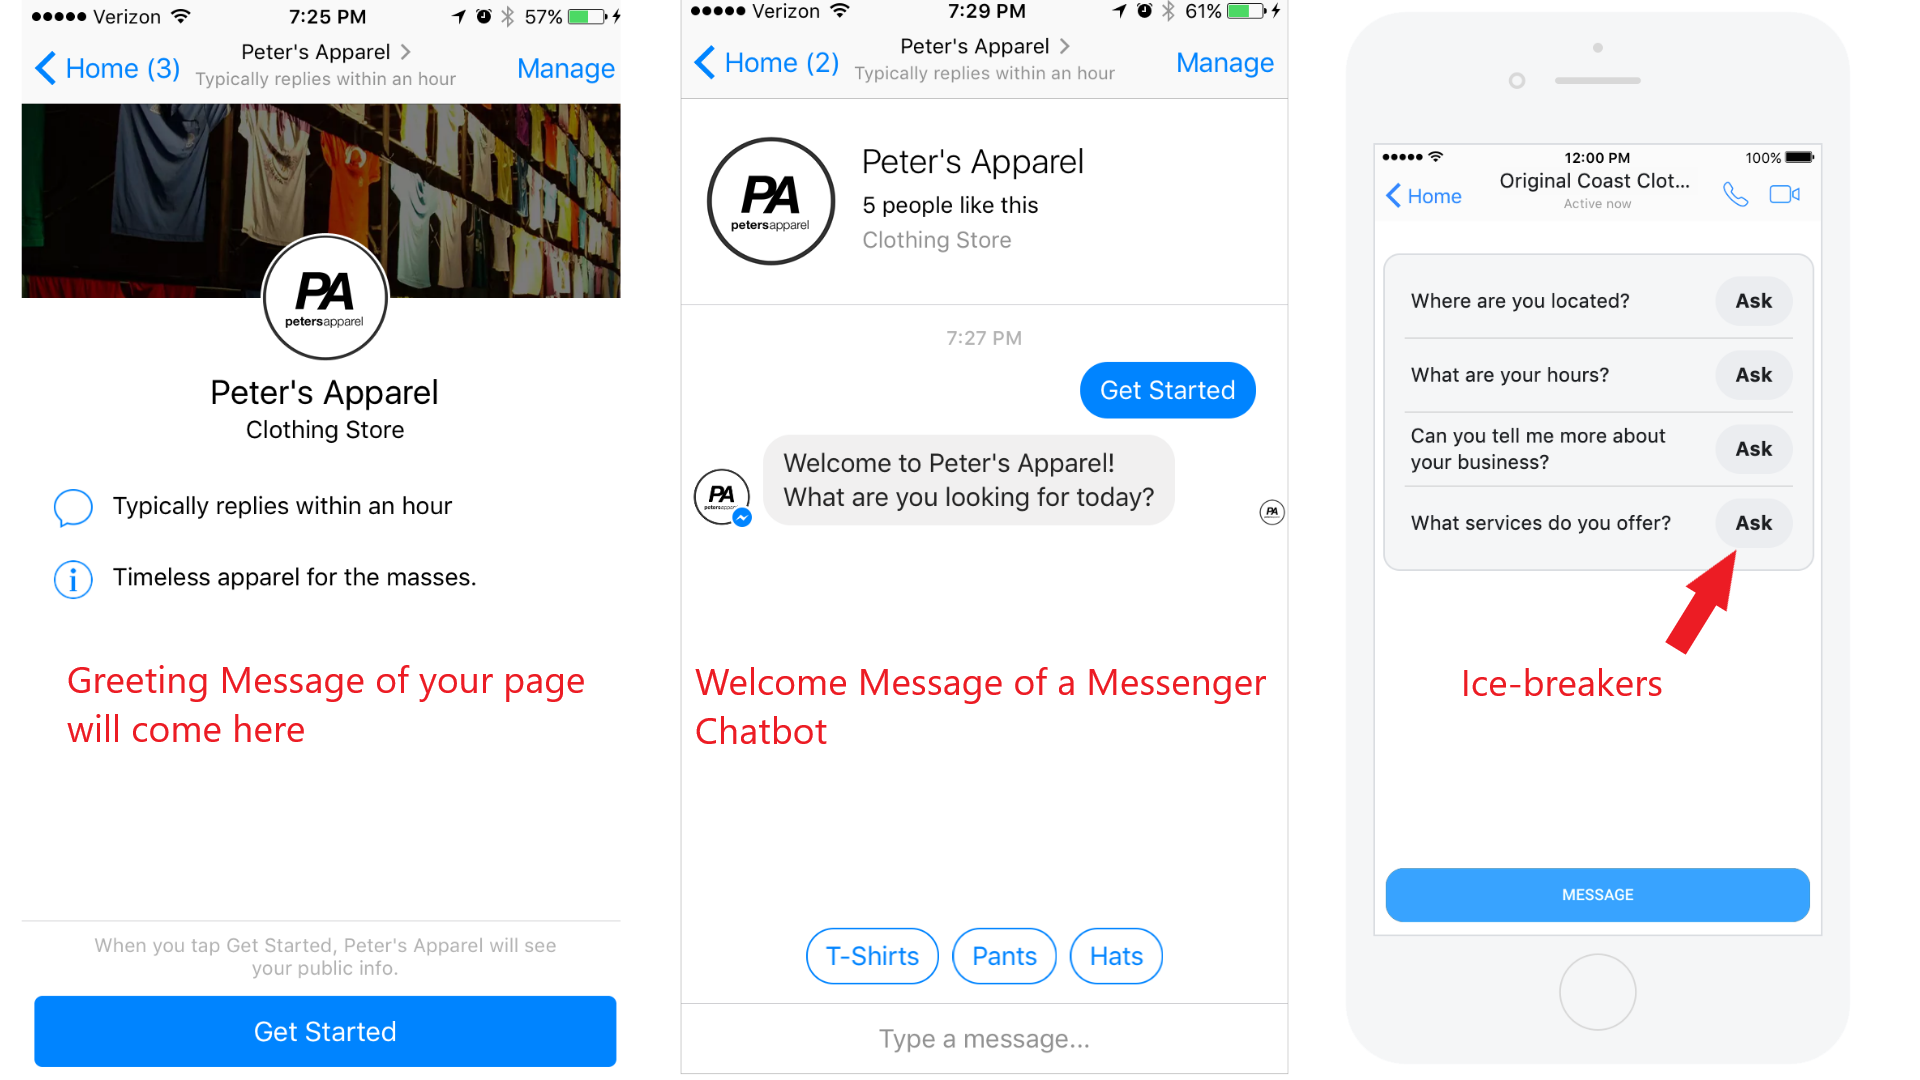 Verizon 7:25 PM 57%
Home (3) Peter's Apparel Manage
Typically replies within an hour
PA
petersapparel
Peter's Apparel
Clothing Store
Typically replies within an hour
i Timeless apparel for the masses.
Greeting Message of your page
will come here
When you tap Get Started, Peter's Apparel will see
your public info.
Get Started
Verizon 7:29 PM 61%
Home (2) Peter's Apparel Manage
Typically replies within an hour
PA
petersapparel
Peter's Apparel
5 people like this
Clothing Store
7:27 PM
Get Started
PA
petersapparel
Welcome to Peter's Apparel!
What are you looking for today?
PA
Welcome Message of a Messenger
Chatbot
T-Shirts Pants Hats
Type a message...
12:00 PM 100%
Home Original Coast Clot...
Active now
Where are you located? Ask
What are your hours? Ask
Can you tell me more about
your business? Ask
What services do you offer? Ask
Ice-breakers
MESSAGE